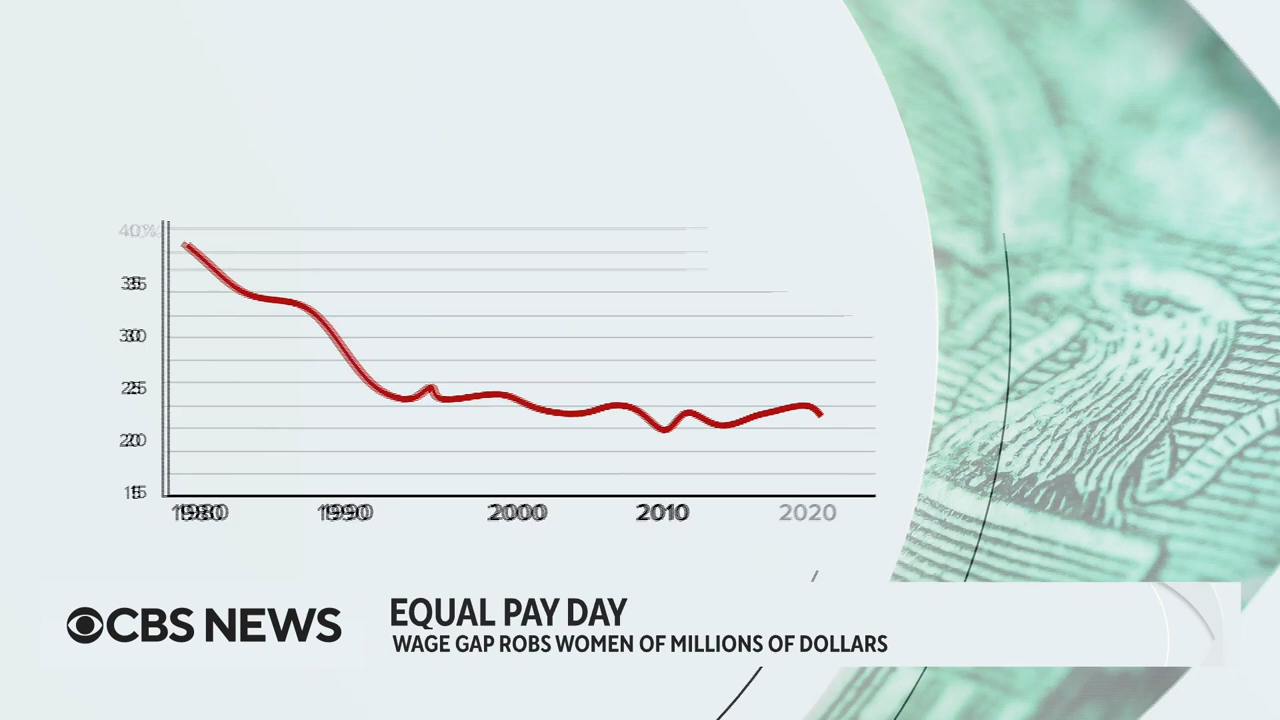 40%
35
30
25
20
15
1980 1990 2000 2010 2020
CBS NEWS
EQUAL PAY DAY
WAGE GAP ROBS WOMEN OF MILLIONS OF DOLLARS